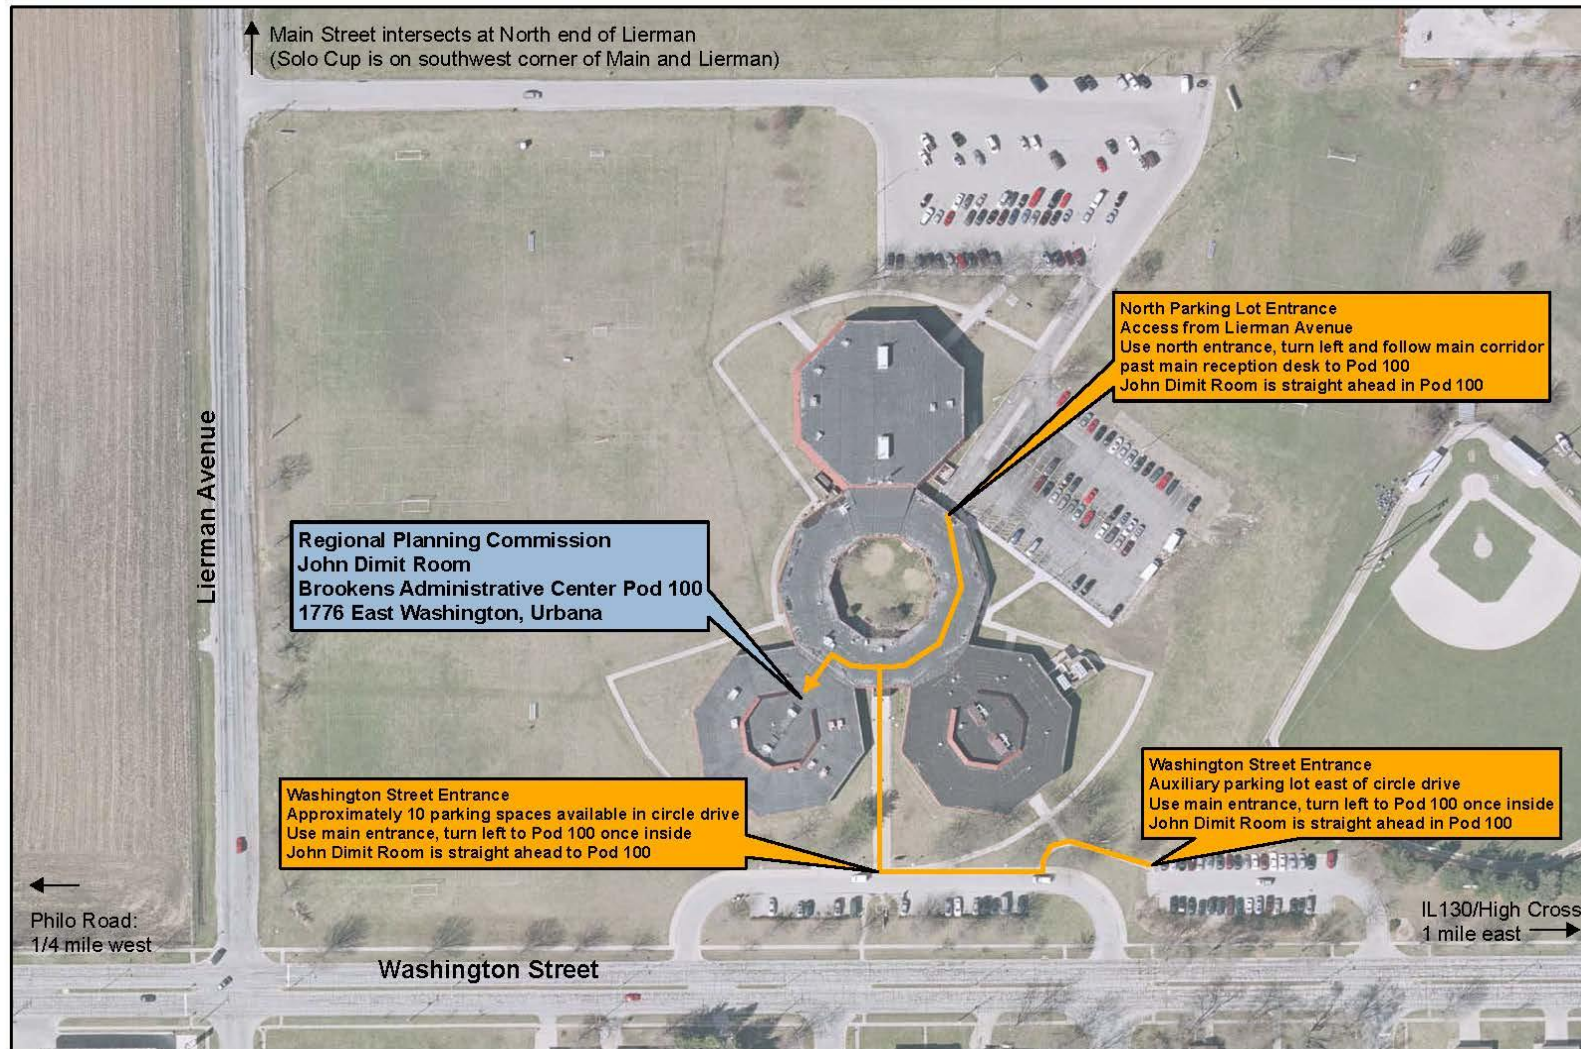 Main Street intersects at North end of Lierman
(Solo Cup is on southwest corner of Main and Lierman)
North Parking Lot Entrance
Access from Lierman Avenue
Use north entrance, turn left and follow main corridor
past main reception desk to Pod 100
John Dimit Room is straight ahead in Pod 100
Lierman Avenue
Regional Planning Commission
John Dimit Room
Brookens Administrative Center Pod 100
1776 East Washington, Urbana
Washington Street Entrance
Approximately 10 parking spaces available in circle drive
Use main entrance, turn left to Pod 100 once inside
John Dimit Room is straight ahead to Pod 100
Washington Street Entrance
Auxiliary parking lot east of circle drive
Use main entrance, turn left to Pod 100 once inside
John Dimit Room is straight ahead in Pod 100
Philo Road:
1/4 mile west
IL130/High Cross
1 mile east
Washington Street